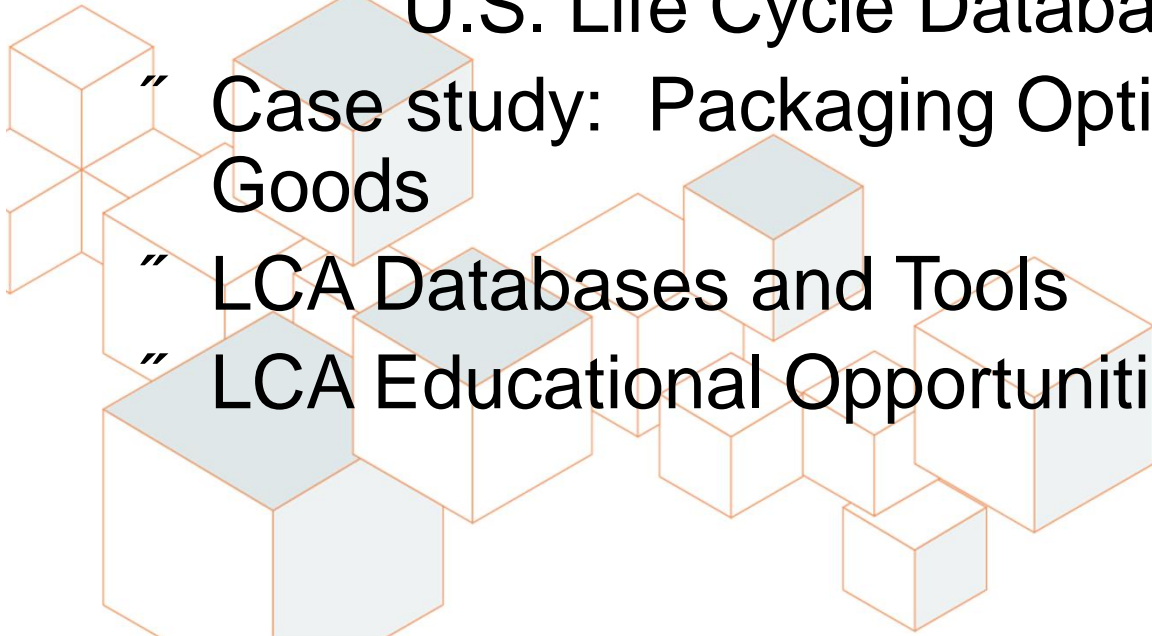 U.S. Life Cycle Databa
˝ Case study: Packaging Opti
Goods
˝ LCA Databases and Tools
˝ LCA Educational Opportuniti